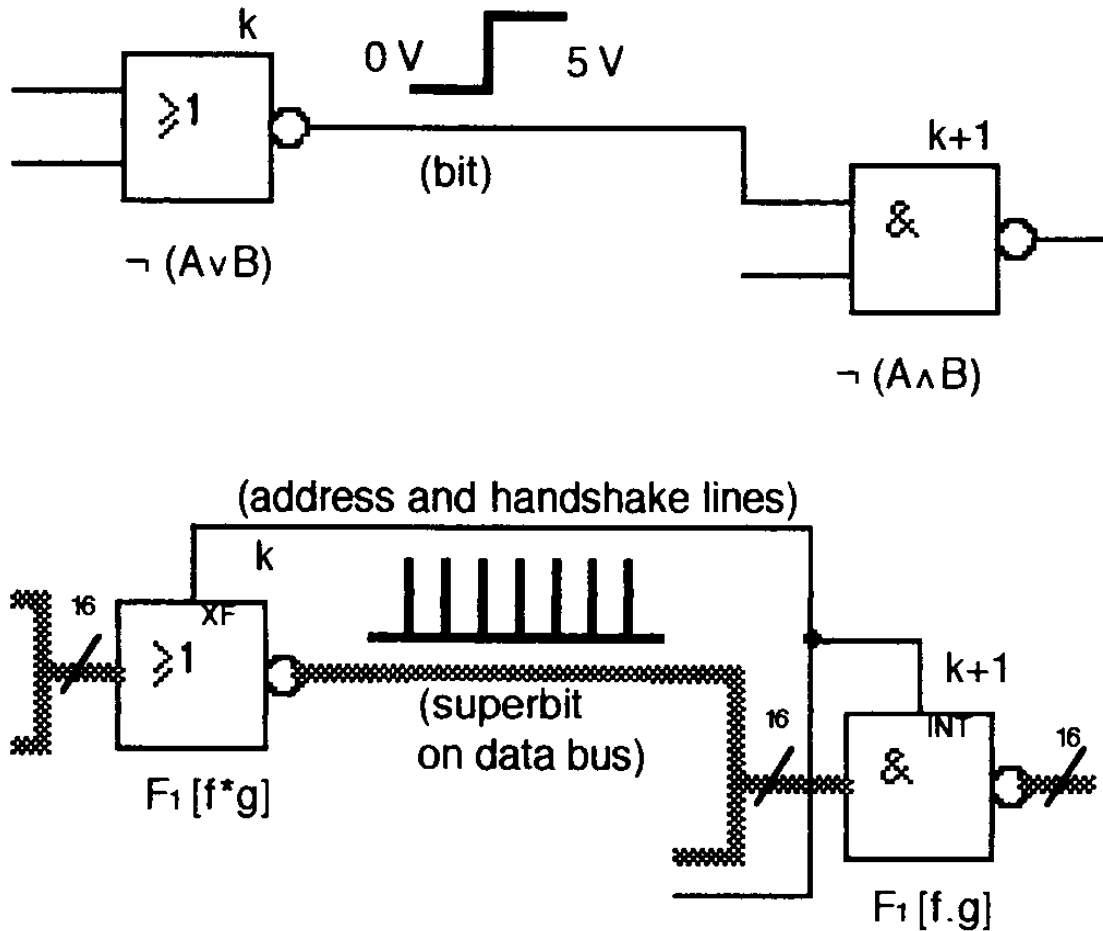 k
0 V
5 V
≥1
(bit)
k+1
&
¬ (A∨B)
¬ (A∧B)
(address and handshake lines)
k
16
XF
≥1
(superbit
on data bus)
k+1
16
INT
16
&
F₁ [f*g]
F₁ [f.g]